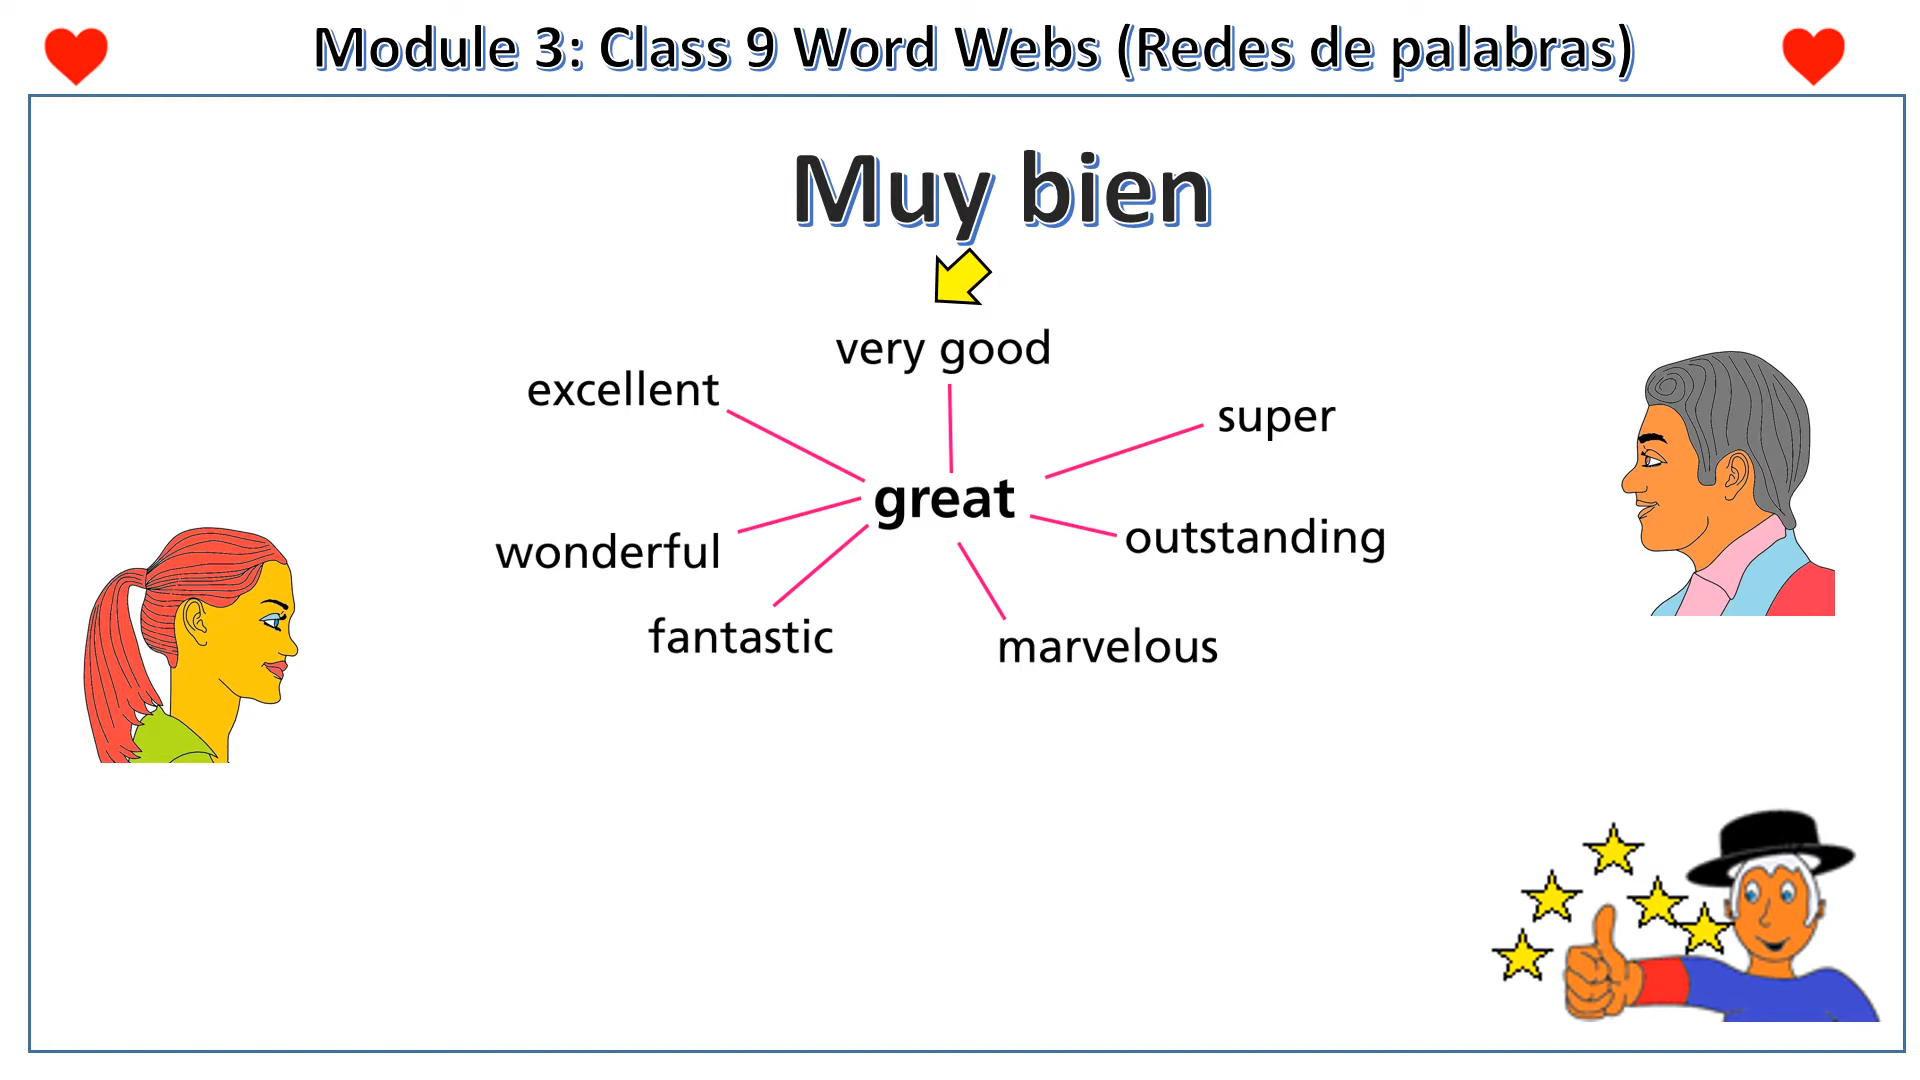 Module 3: Class 9 Word Webs (Redes de palabras)
Muy bien
very good
excellent
super
great
outstanding
wonderful
fantastic
marvelous